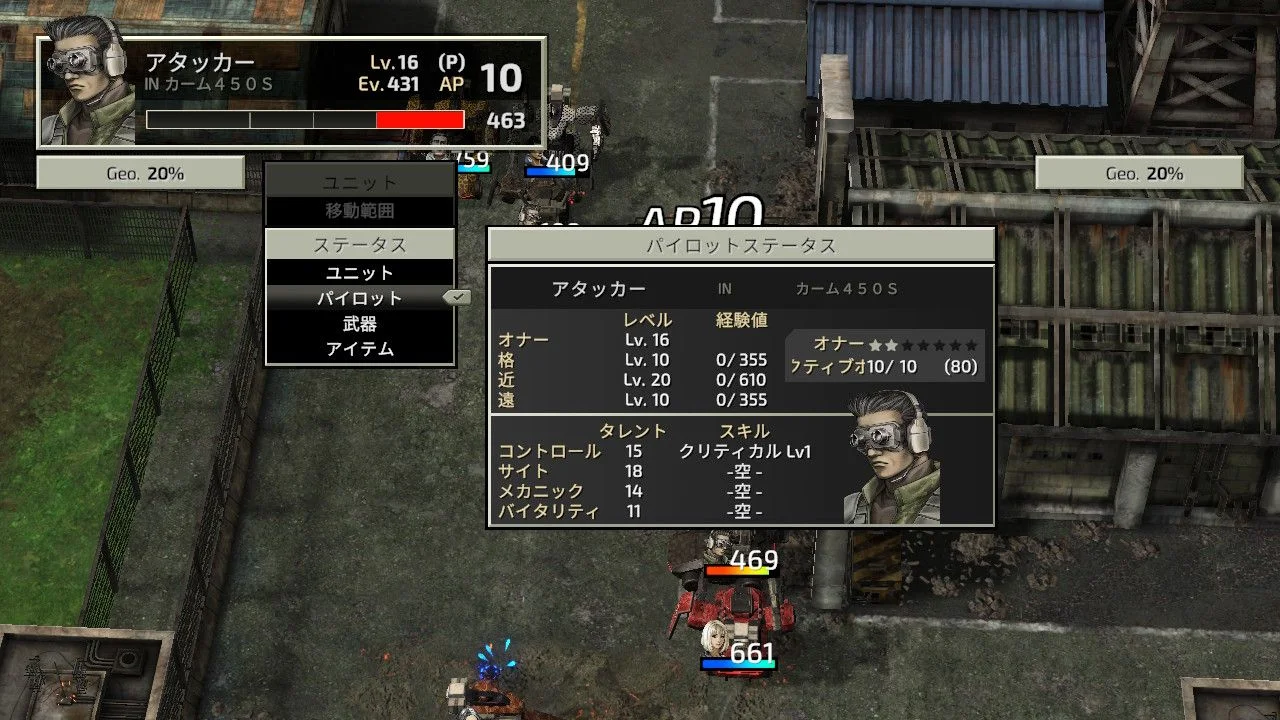 アタッカー Lv.16 (P) 10
IN カーム４５０Ｓ Ev.431 AP
463
Geo. 20%
Geo. 20%
759
409
AP10
ユニット
移動範囲
ステータス
ユニット
パイロット
武器
アイテム
パイロットステータス
アタッカー IN カーム４５０Ｓ
レベル 経験値
オナー Lv. 16
格 Lv. 10 0/355
近 Lv. 20 0/610
遠 Lv. 10 0/355
オナー ★★★★★★★
クティブオ10/ 10 (80)
タレント スキル
コントロール 15 クリティカル Lv1
サイト 18 -空-
メカニック 14 -空-
バイタリティ 11 -空-
469
661